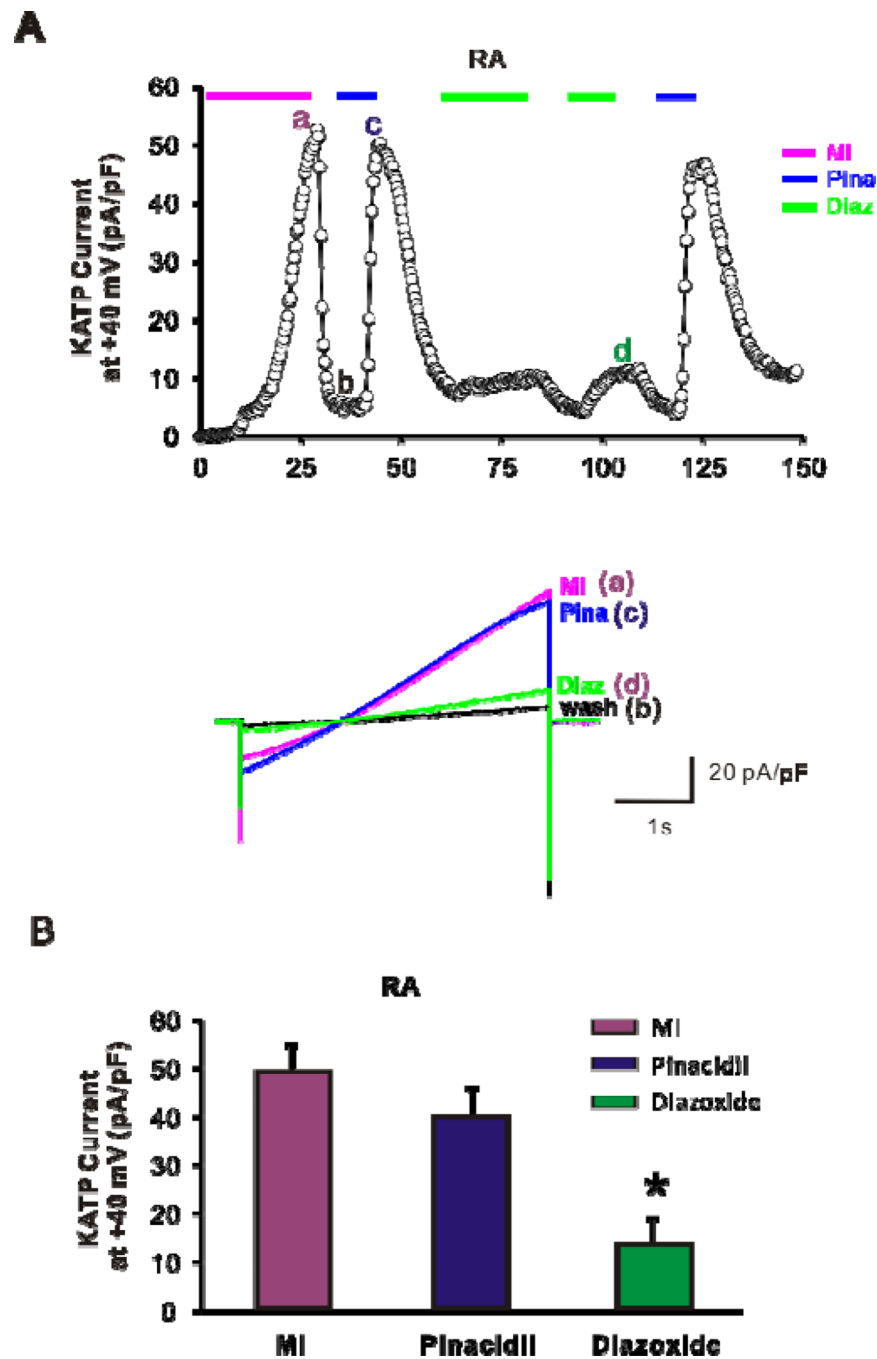 A
RA
KATP Current
at +40 mV (pA/pF)
60
50
40
30
20
10
0
0 25 50 75 100 125 150
a
b
c
d
MI
Pina
Diaz
MI (a)
Pina (c)
Diaz (d)
wash (b)
20 pA/pF
1s
B
RA
KATP Current
at +40 mV (pA/pF)
60
50
40
30
20
10
0
MI
Pinacidil
Diazoxide
*
MI Pinacidil Diazoxide